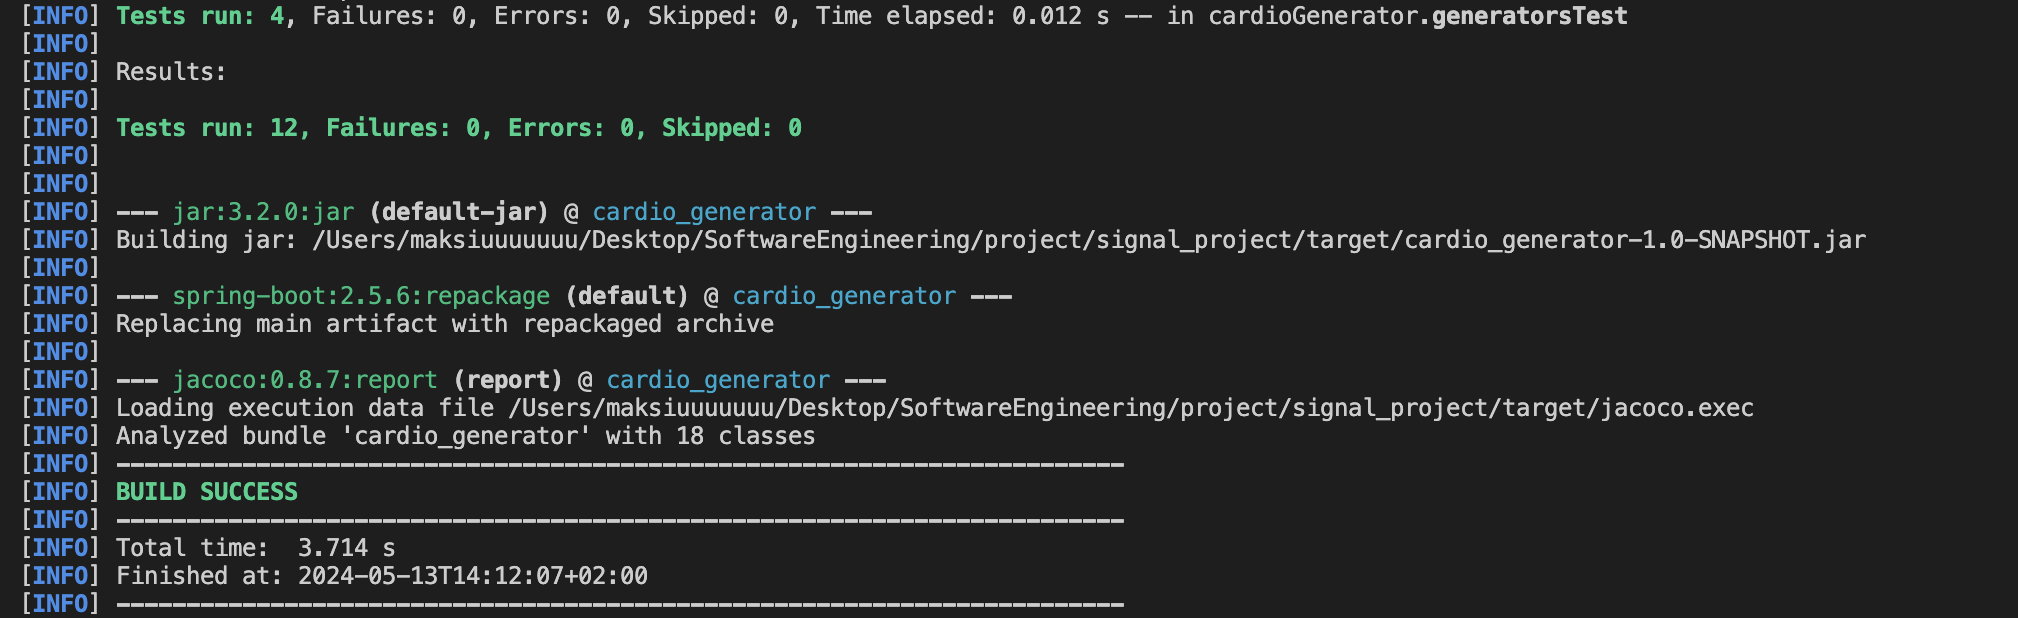 [INFO] Tests run: 4, Failures: 0, Errors: 0, Skipped: 0, Time elapsed: 0.012 s -- in cardioGenerator.generatorsTest
[INFO]
[INFO] Results:
[INFO]
[INFO] Tests run: 12, Failures: 0, Errors: 0, Skipped: 0
[INFO]
[INFO]
[INFO] --- jar:3.2.0:jar (default-jar) @ cardio_generator ---
[INFO] Building jar: /Users/maksiuuuuuuu/Desktop/SoftwareEngineering/project/signal_project/target/cardio_generator-1.0-SNAPSHOT.jar
[INFO]
[INFO] --- spring-boot:2.5.6:repackage (default) @ cardio_generator ---
[INFO] Replacing main artifact with repackaged archive
[INFO]
[INFO] --- jacoco:0.8.7:report (report) @ cardio_generator ---
[INFO] Loading execution data file /Users/maksiuuuuuuu/Desktop/SoftwareEngineering/project/signal_project/target/jacoco.exec
[INFO] Analyzed bundle 'cardio_generator' with 18 classes
[INFO] ------------------------------------------------------------------------
[INFO] BUILD SUCCESS
[INFO] ------------------------------------------------------------------------
[INFO] Total time:  3.714 s
[INFO] Finished at: 2024-05-13T14:12:07+02:00
[INFO] ------------------------------------------------------------------------